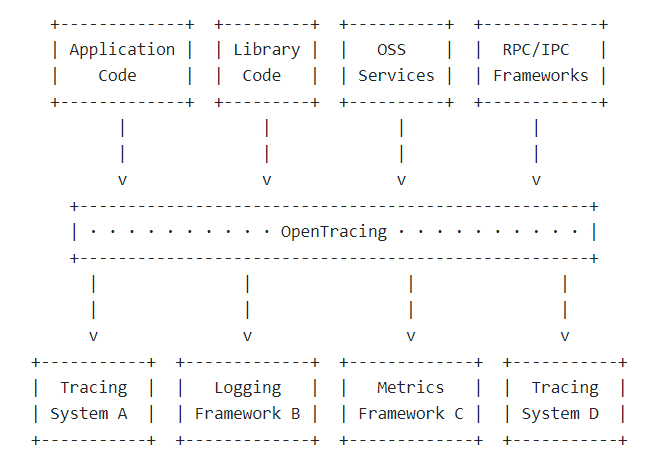 +-------------+ +---------+ +----------+ +------------+
| Application | | Library | | OSS | | RPC/IPC |
| Code | | Code | | Services | | Frameworks |
+-------------+ +---------+ +----------+ +------------+
| | | |
| | | |
v v v v
+-----------------------------------------------------+
| · · · · · · · · · · OpenTracing · · · · · · · · · · |
+-----------------------------------------------------+
| | | |
| | | |
v v v v
+-----------+ +-------------+ +-------------+ +-----------+
| Tracing | | Logging | | Metrics | | Tracing |
| System A | | Framework B | | Framework C | | System D |
+-----------+ +-------------+ +-------------+ +-----------+